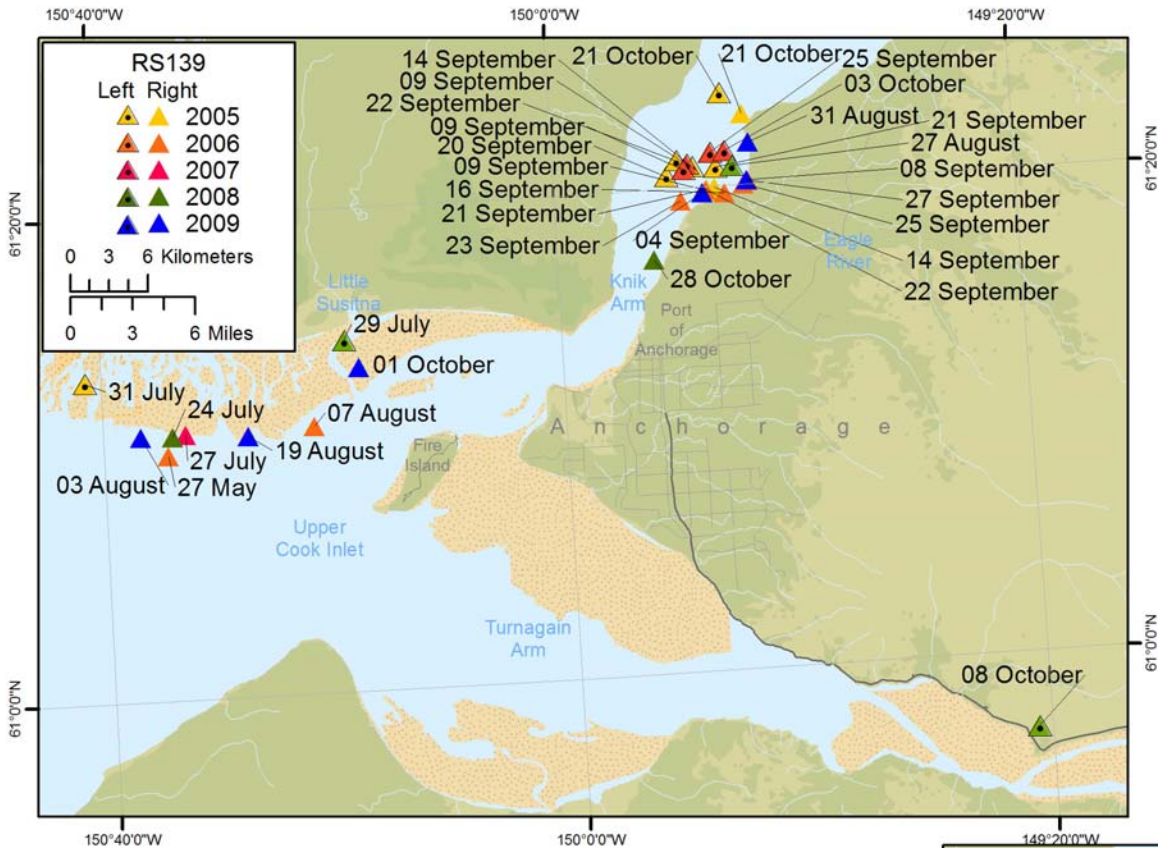 150°40'0"W
150°0'0"W
149°20'0"W
RS139
Left Right
2005
2006
2007
2008
2009
0 3 6 Kilometers
0 3 6 Miles
14 September
09 September
22 September
09 September
20 September
09 September
16 September
21 September
23 September
21 October
21 October
25 September
03 October
31 August
21 September
27 August
08 September
27 September
25 September
14 September
22 September
04 September
28 October
61°20'0"N
61°20'0"N
Eagle
River
Knik
Arm
Port
of
Anchorage
Little
Susitna
29 July
01 October
31 July
24 July
07 August
27 July
19 August
03 August
27 May
Anchorage
Fire
Island
Upper
Cook Inlet
Turnagain
Arm
08 October
61°0'0"N
61°0'0"N
150°40'0"W
150°0'0"W
149°20'0"W